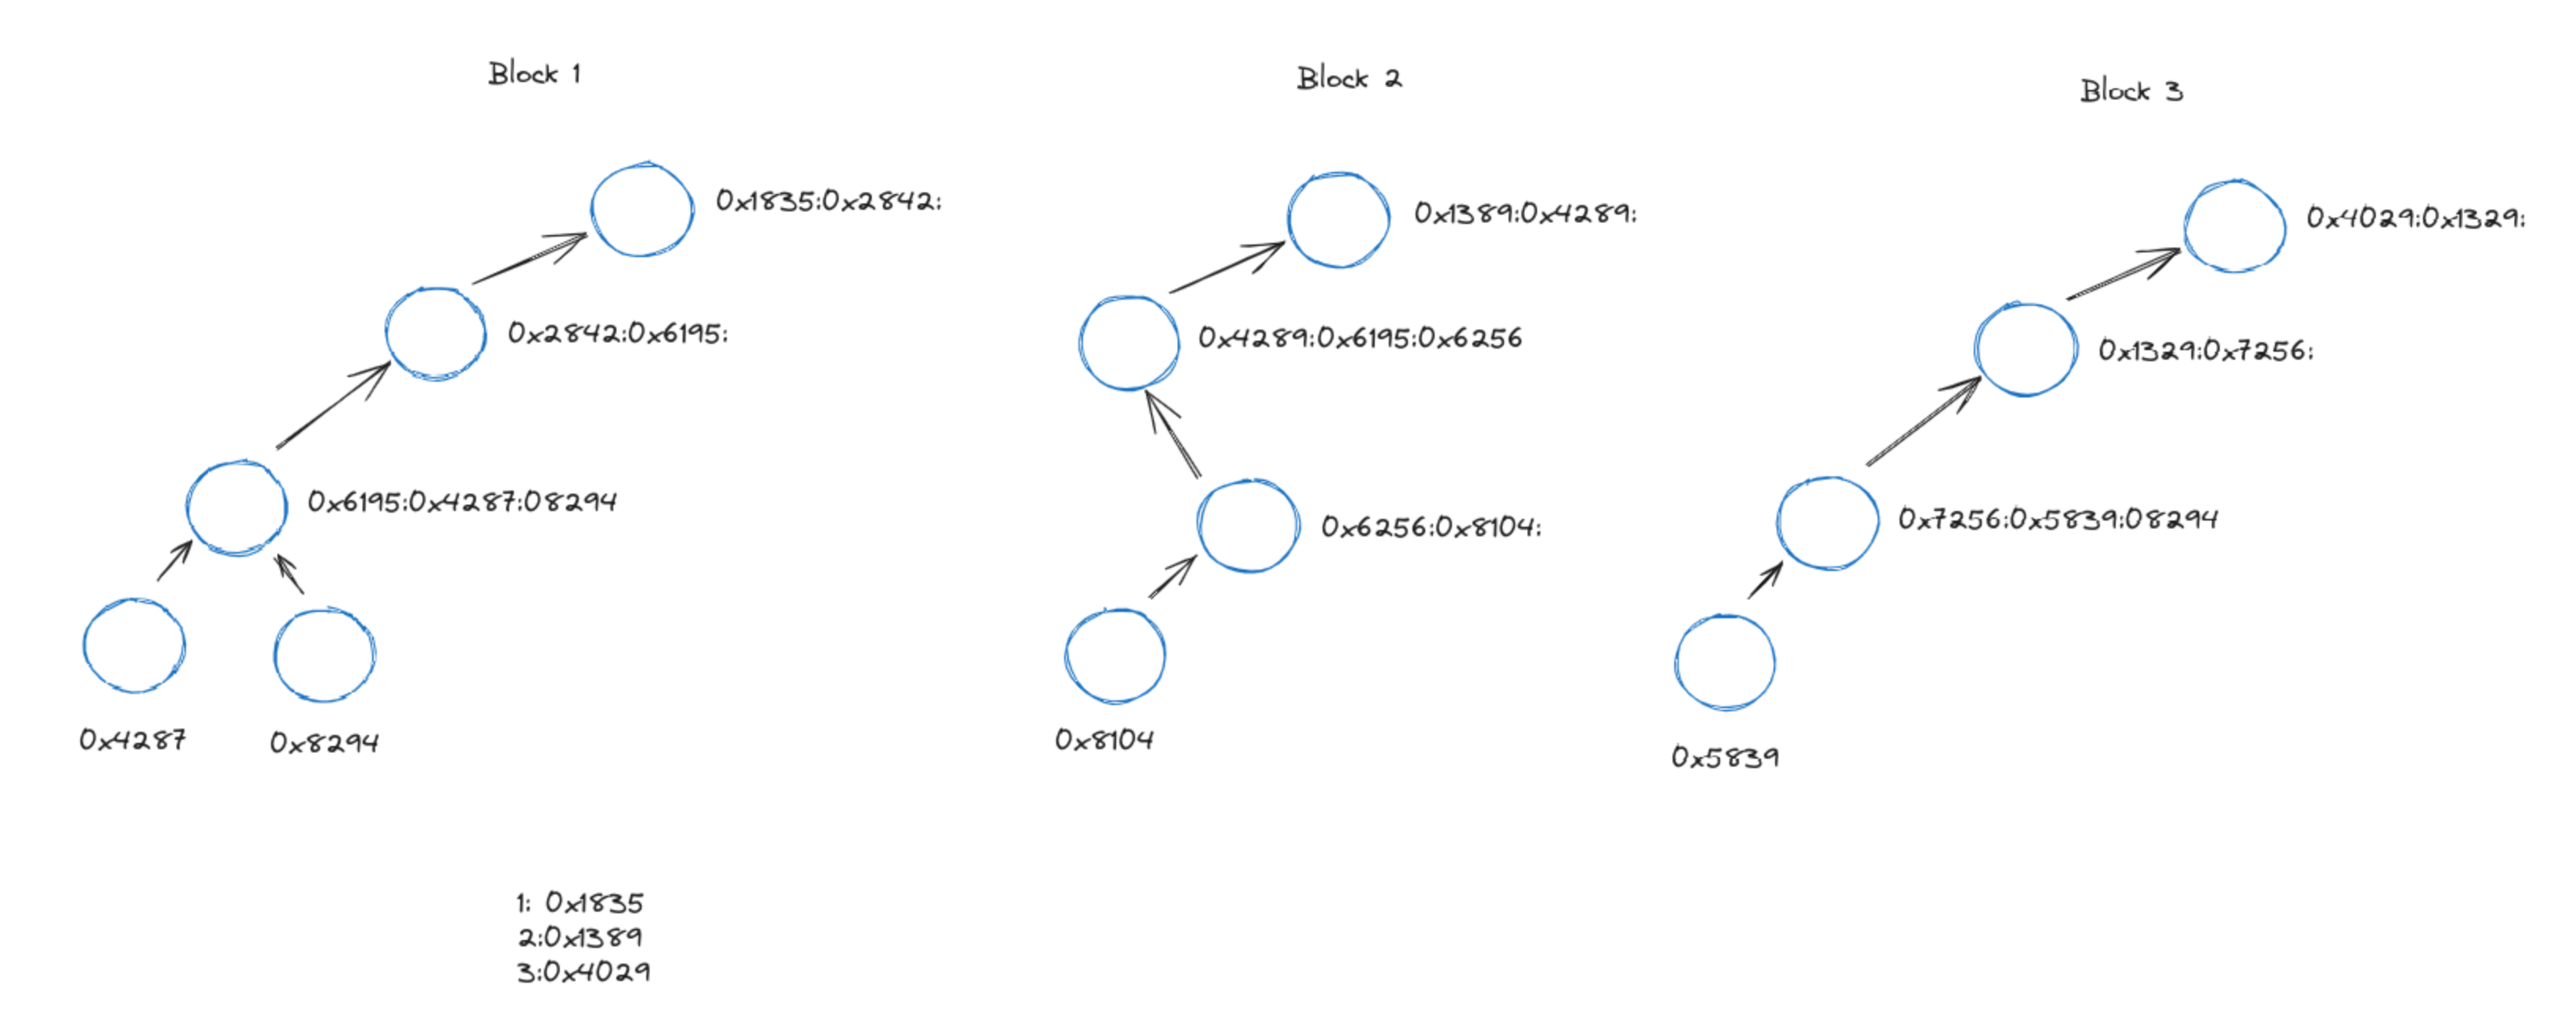 Block 1
0x1835:0x2842:
0x2842:0x6195:
0x6195:0x4287:08294
0x4287
0x8294
Block 2
0x1389:0x4289:
0x4289:0x6195:0x6256
0x6256:0x8104:
0x8104
Block 3
0x4029:0x1329:
0x1329:0x7256:
0x7256:0x5839:08294
0x5839
1: 0x1835
2:0x1389
3:0x4029